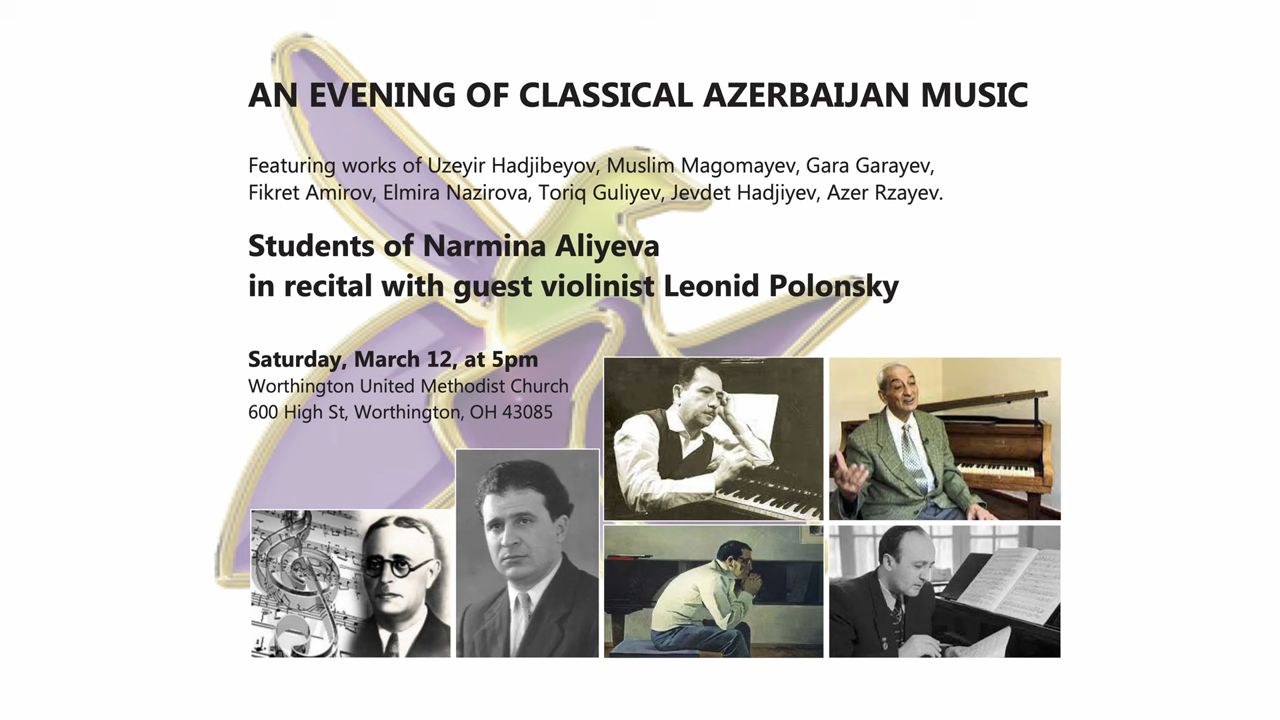 AN EVENING OF CLASSICAL AZERBAIJAN MUSIC
Featuring works of Uzeyir Hadjibeyov, Muslim Magomayev, Gara Garayev,
Fikret Amirov, Elmira Nazirova, Toriq Guliyev, Jevdet Hadjiyev, Azer Rzayev.
Students of Narmina Aliyeva
in recital with guest violinist Leonid Polonsky
Saturday, March 12, at 5pm
Worthington United Methodist Church
600 High St, Worthington, OH 43085